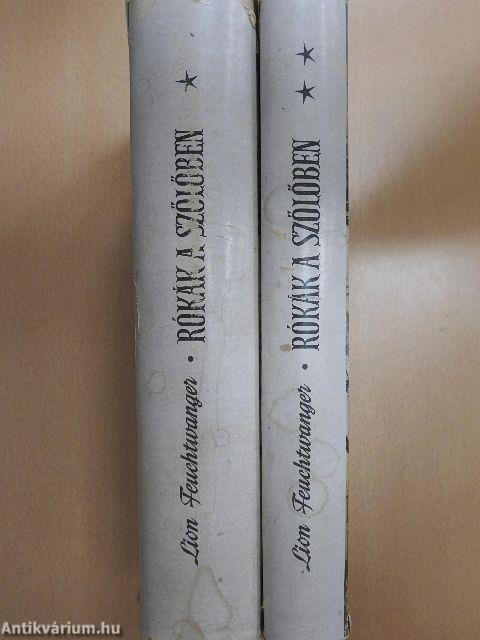 Lion Feuchtwanger • RÓKÁK A SZŐLŐBEN ★
Lion Feuchtwanger • RÓKÁK A SZŐLŐBEN ★ ★
Antikvárium.hu